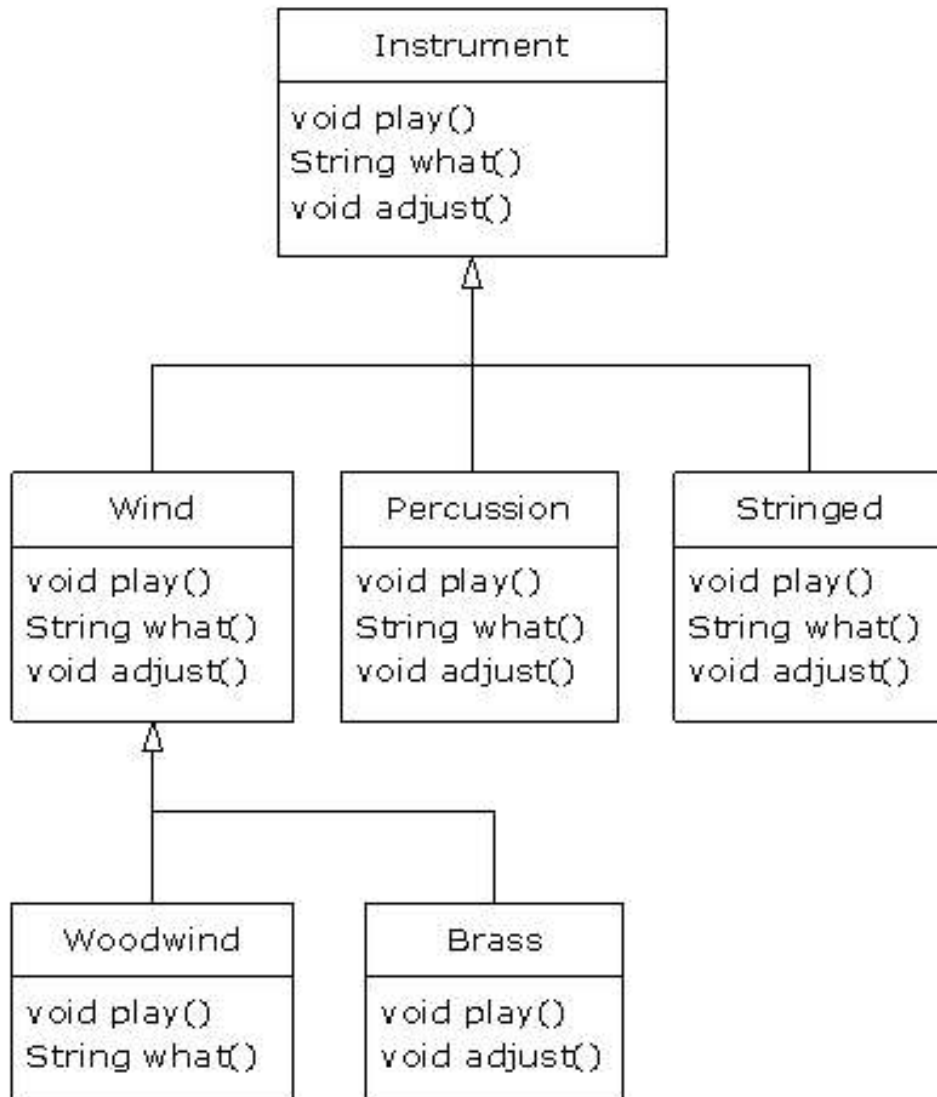 Instrument
void play()
String what()
void adjust()
Wind
void play()
String what()
void adjust()
Percussion
void play()
String what()
void adjust()
Stringed
void play()
String what()
void adjust()
Woodwind
void play()
String what()
Brass
void play()
void adjust()